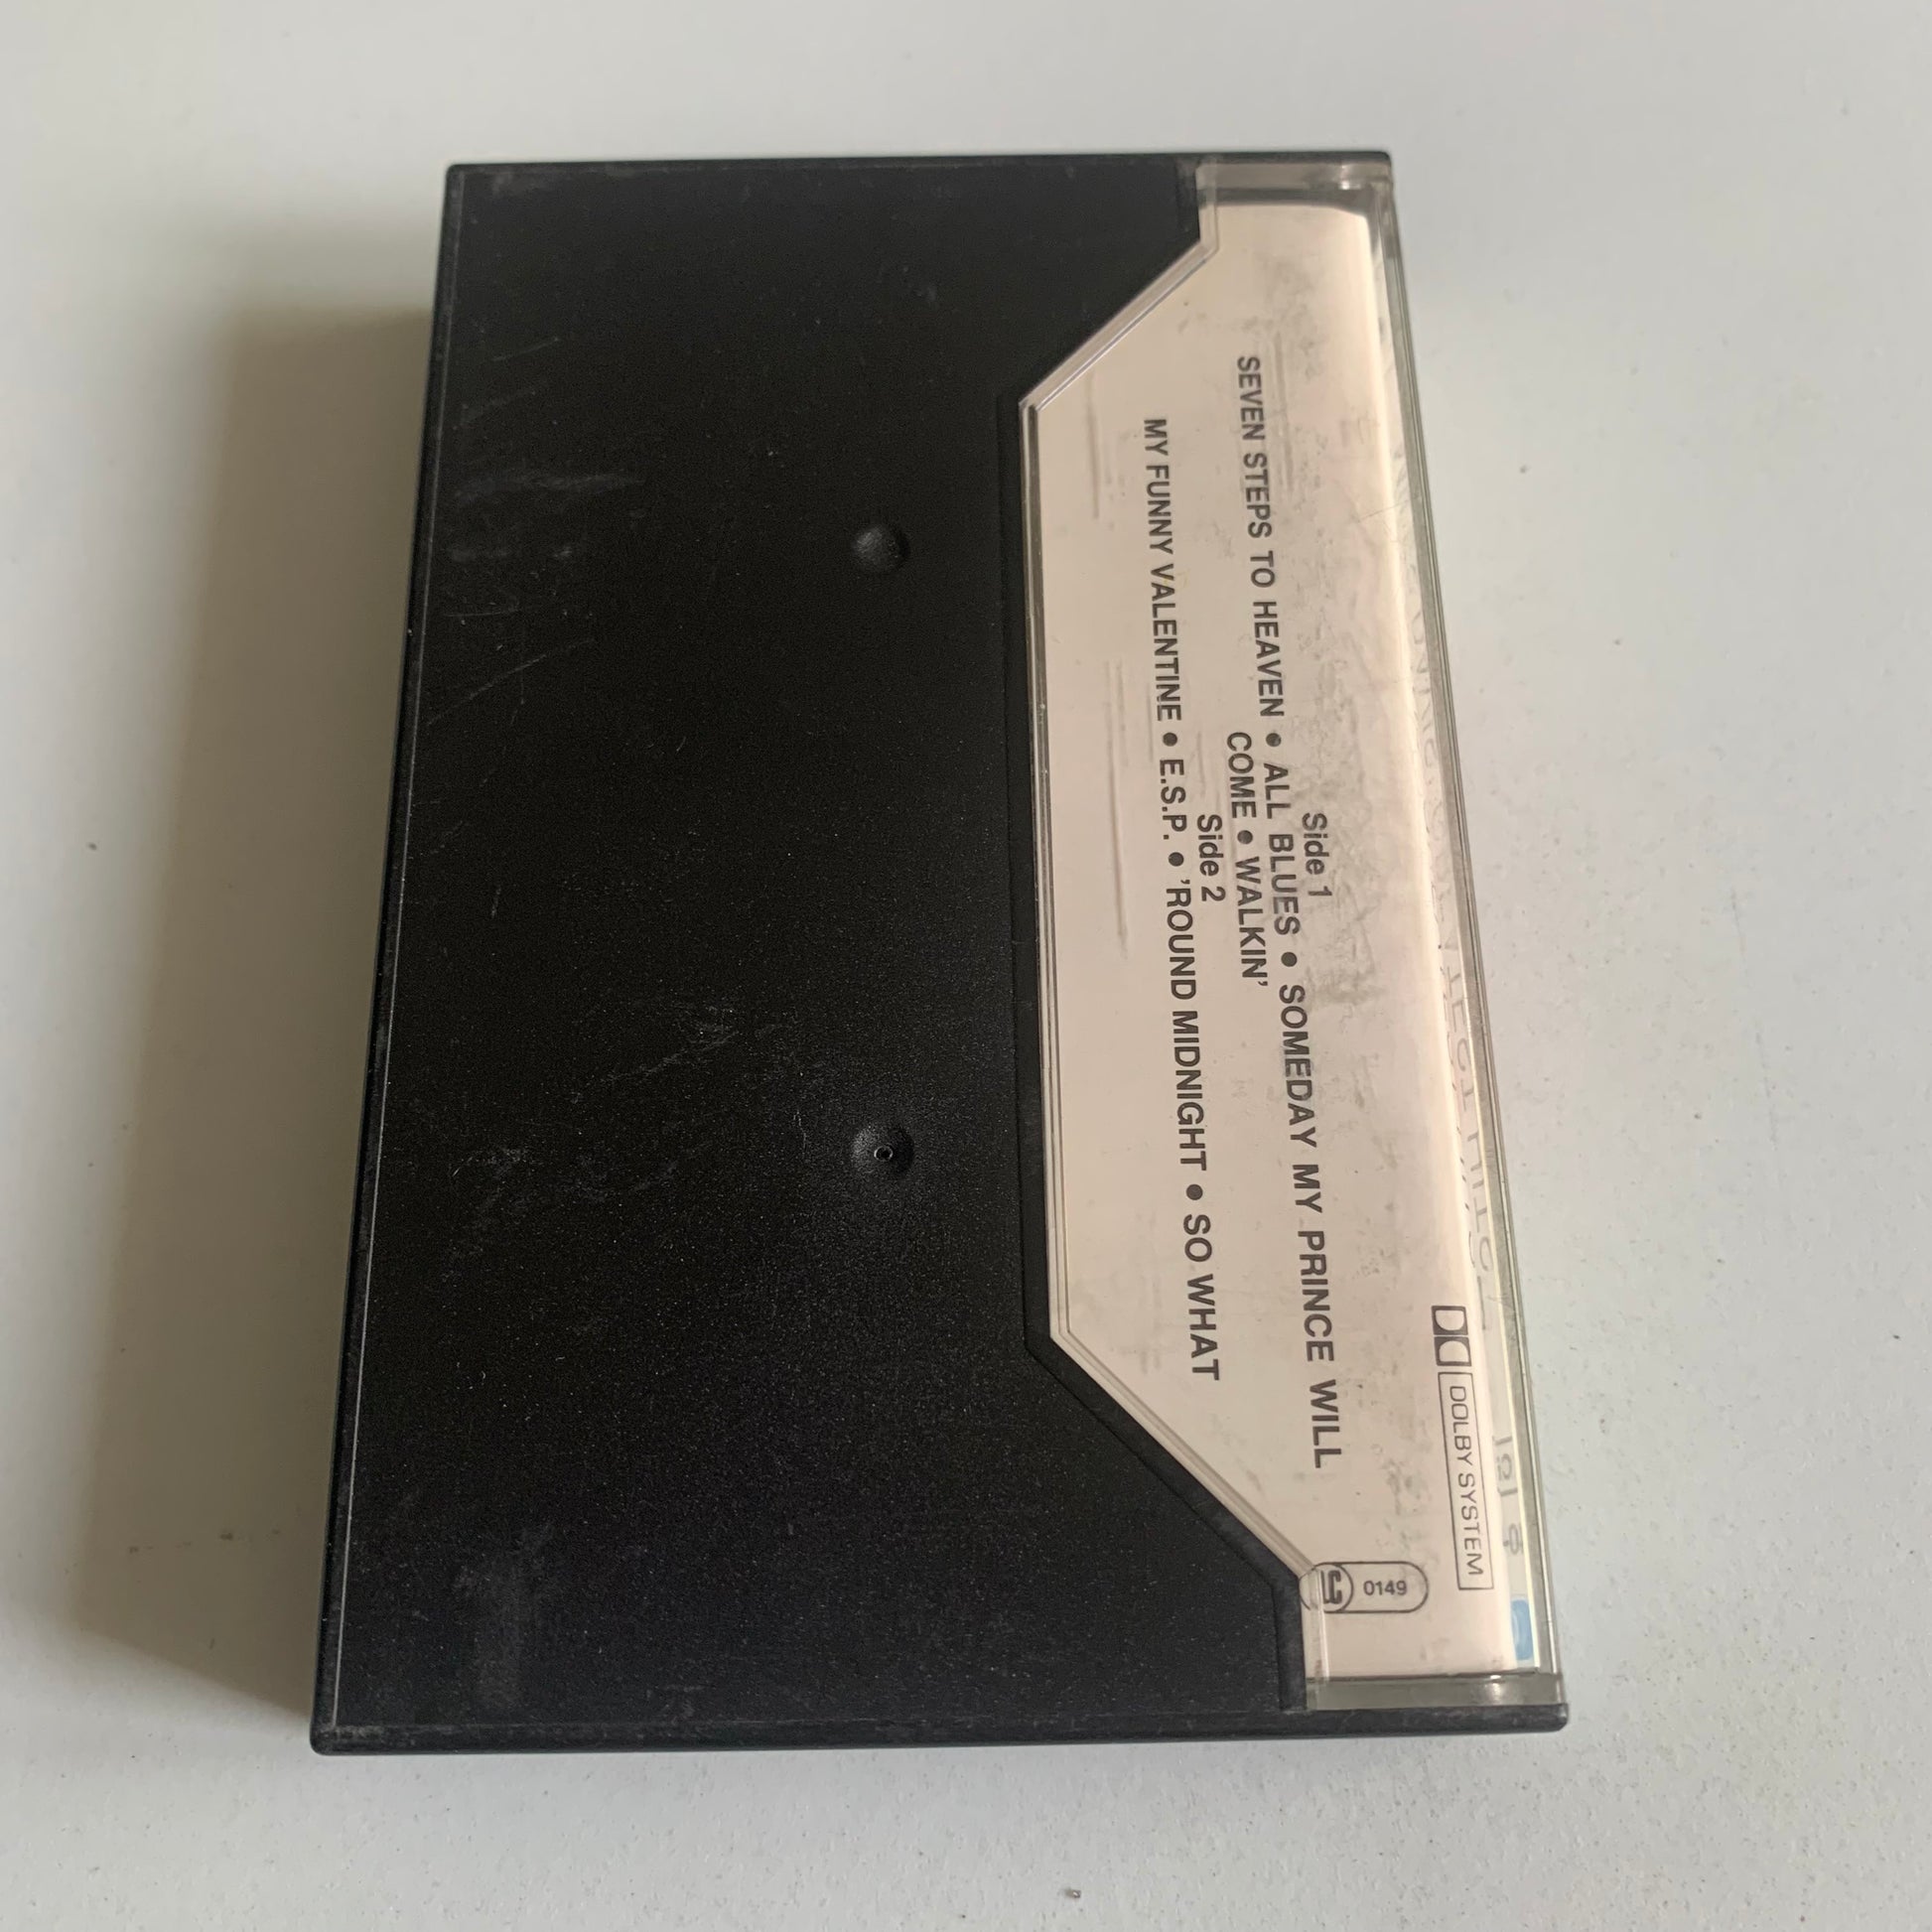 Side 1
SEVEN STEPS TO HEAVEN • ALL BLUES • SOMEDAY MY PRINCE WILL
COME • WALKIN'
Side 2
MY FUNNY VALENTINE • E.S.P. • 'ROUND MIDNIGHT • SO WHAT
DOLBY SYSTEM
0149